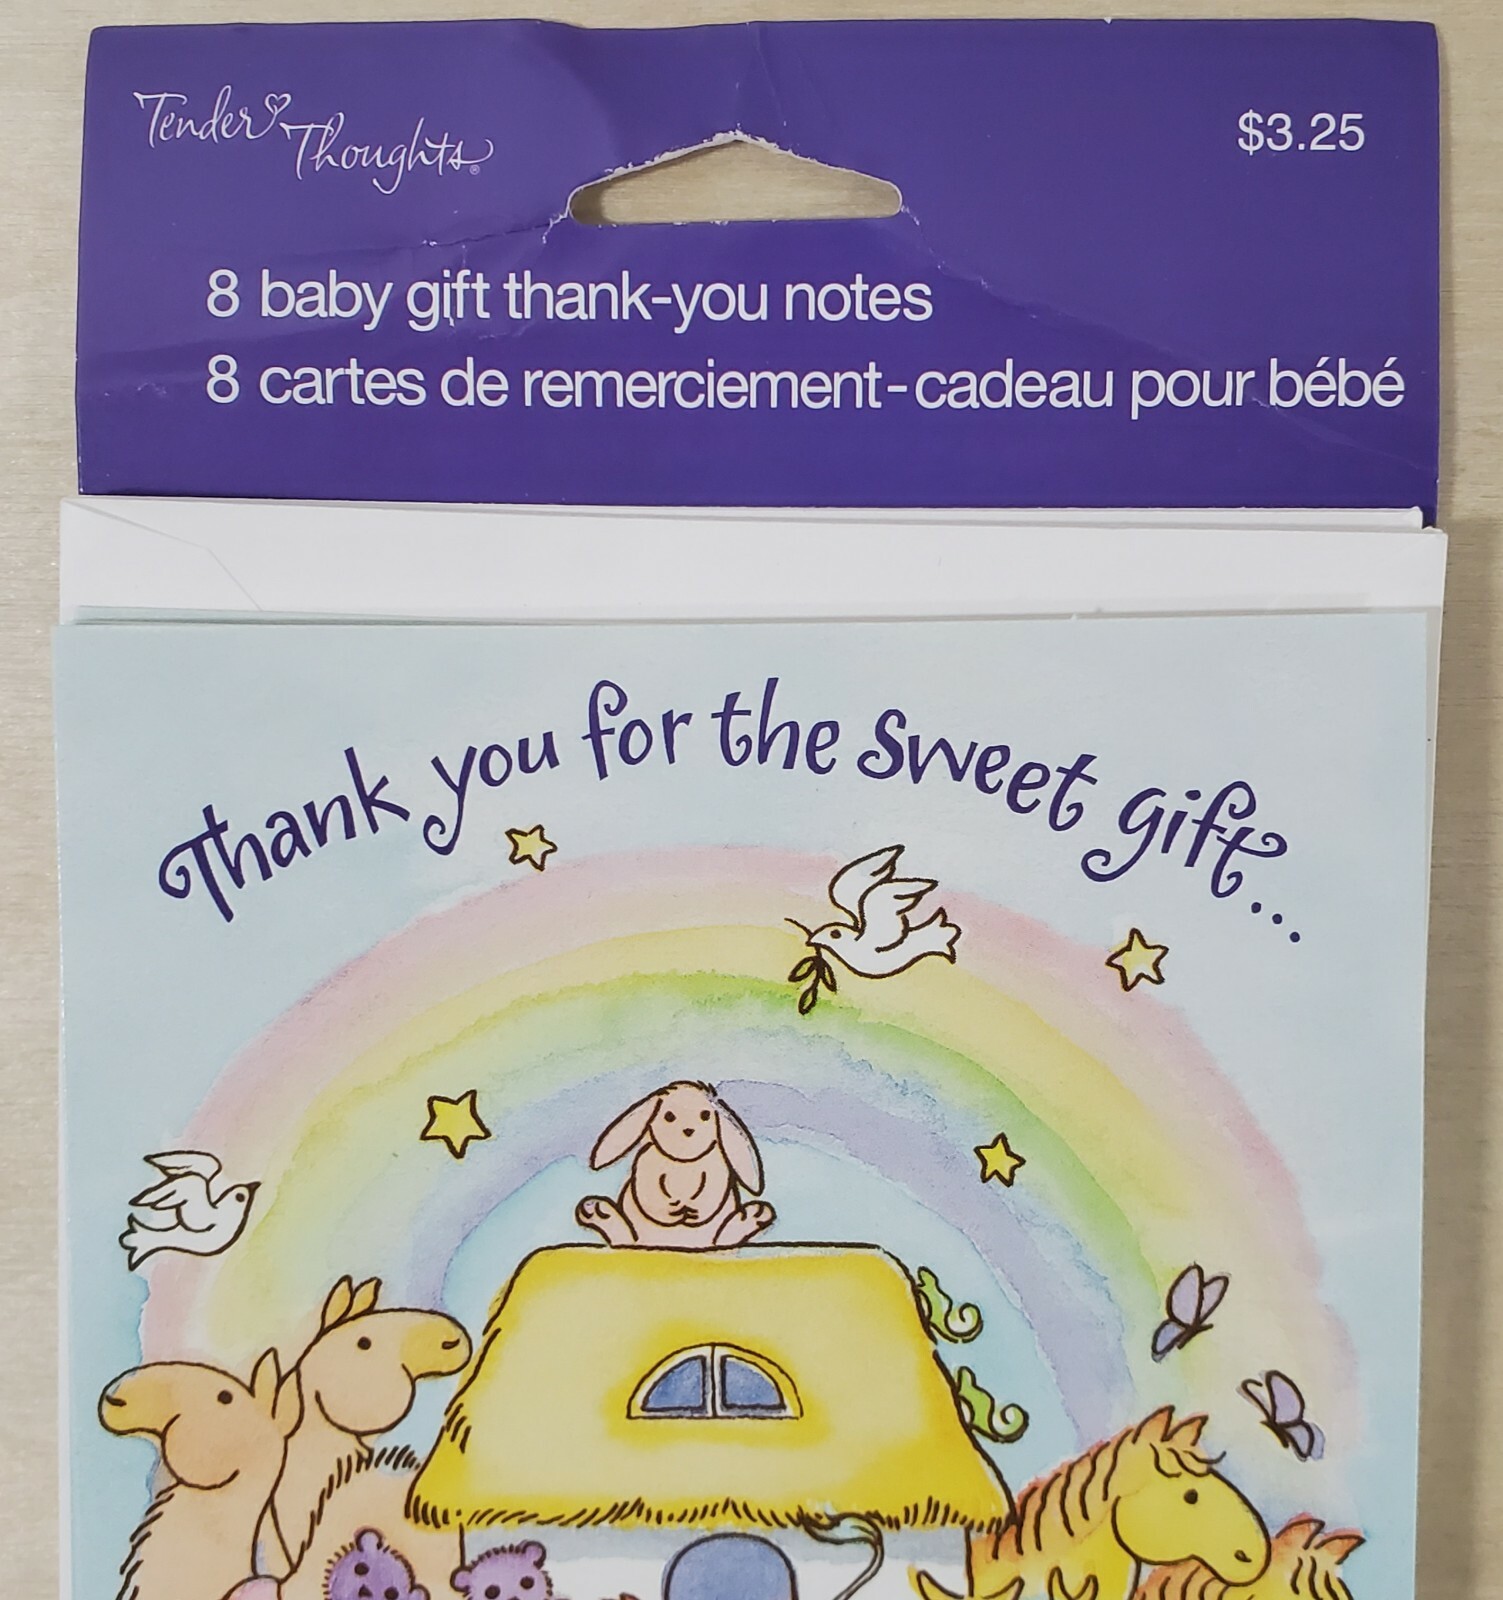 Tender Thoughts®
$3.25
8 baby gift thank-you notes
8 cartes de remerciement-cadeau pour bébé
Thank you for the sweet gift...